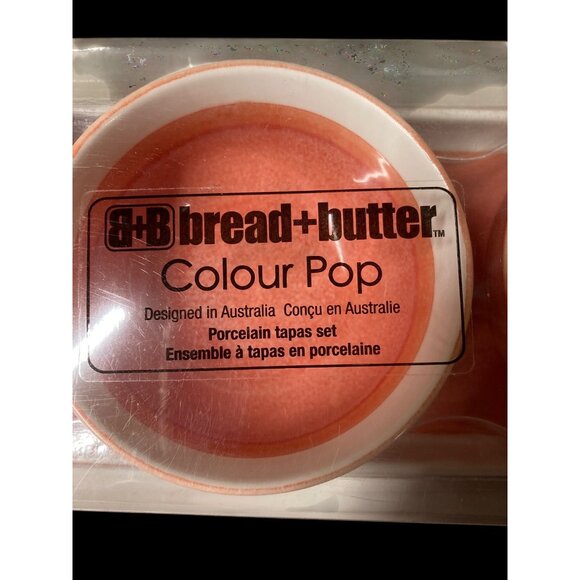 B+B bread+butter™
Colour Pop
Designed in Australia Conçu en Australie
Porcelain tapas set
Ensemble à tapas en porcelaine